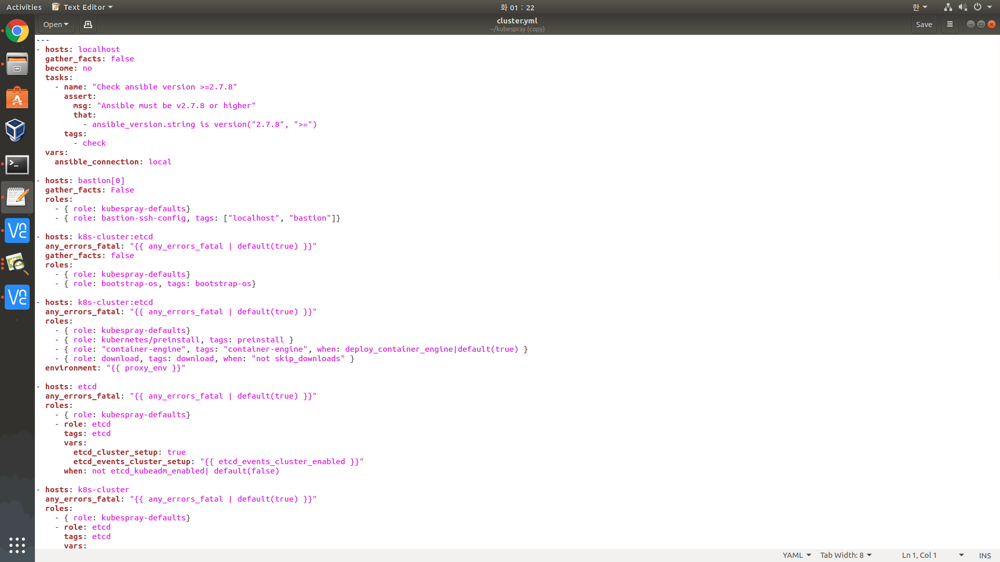 Activities Text Editor 화 01 : 22 한
Open cluster.yml Save
~/kubespray (copy)
---
- hosts: localhost
  gather_facts: false
  become: no
  tasks:
    - name: "Check ansible version >=2.7.8"
      assert:
        msg: "Ansible must be v2.7.8 or higher"
        that:
          - ansible_version.string is version("2.7.8", ">=")
      tags:
        - check
  vars:
    ansible_connection: local

- hosts: bastion[0]
  gather_facts: False
  roles:
    - { role: kubespray-defaults}
    - { role: bastion-ssh-config, tags: ["localhost", "bastion"]}

- hosts: k8s-cluster:etcd
  any_errors_fatal: "{{ any_errors_fatal | default(true) }}"
  gather_facts: false
  roles:
    - { role: kubespray-defaults}
    - { role: bootstrap-os, tags: bootstrap-os}

- hosts: k8s-cluster:etcd
  any_errors_fatal: "{{ any_errors_fatal | default(true) }}"
  roles:
    - { role: kubespray-defaults}
    - { role: kubernetes/preinstall, tags: preinstall }
    - { role: "container-engine", tags: "container-engine", when: deploy_container_engine|default(true) }
    - { role: download, tags: download, when: "not skip_downloads" }
  environment: "{{ proxy_env }}"

- hosts: etcd
  any_errors_fatal: "{{ any_errors_fatal | default(true) }}"
  roles:
    - { role: kubespray-defaults}
    - role: etcd
      tags: etcd
      vars:
        etcd_cluster_setup: true
        etcd_events_cluster_setup: "{{ etcd_events_cluster_enabled }}"
      when: not etcd_kubeadm_enabled| default(false)

- hosts: k8s-cluster
  any_errors_fatal: "{{ any_errors_fatal | default(true) }}"
  roles:
    - { role: kubespray-defaults}
    - role: etcd
      tags: etcd
      vars:
YAML Tab Width: 8 Ln 1, Col 1 INS